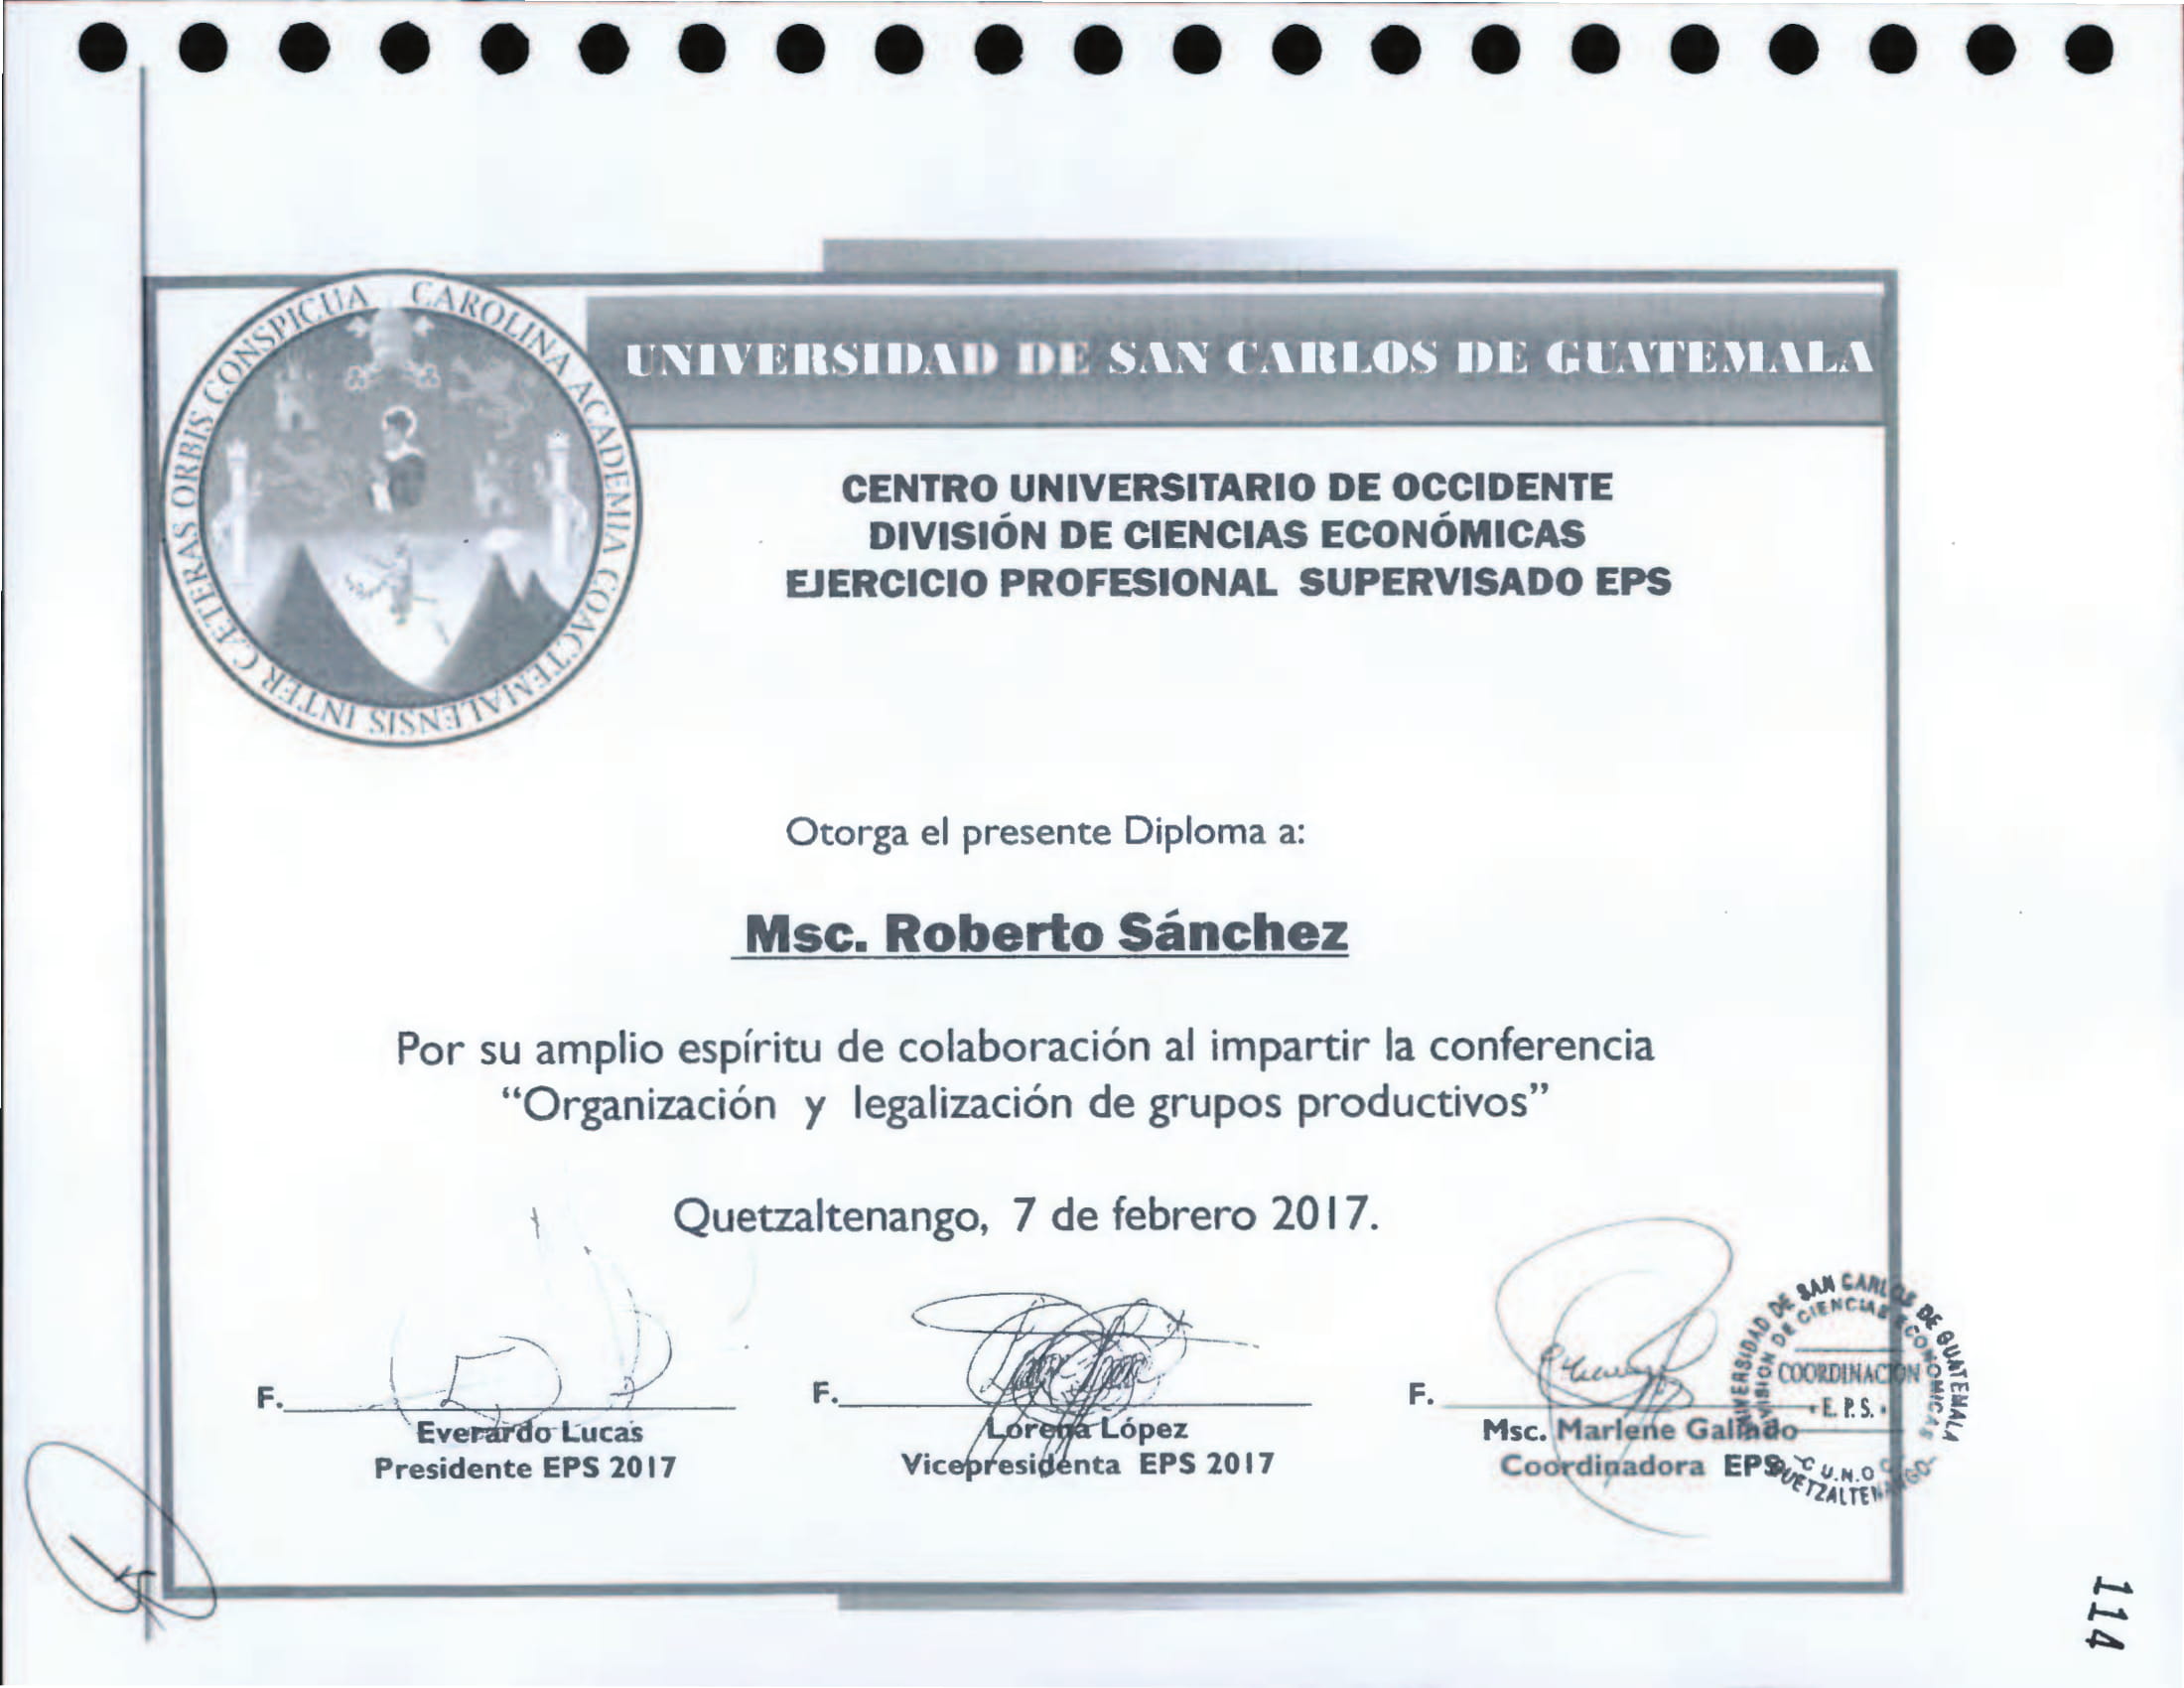 UNIVERSIDAD DE SAN CARLOS DE GUATEMALA
CAROLINA ACADEMIA COACTEMALENSIS INTER CÆTERAS ORBIS CONSPICUA
CENTRO UNIVERSITARIO DE OCCIDENTE
DIVISIÓN DE CIENCIAS ECONÓMICAS
EJERCICIO PROFESIONAL SUPERVISADO EPS
Otorga el presente Diploma a:
Msc. Roberto Sánchez
Por su amplio espíritu de colaboración al impartir la conferencia
“Organización y legalización de grupos productivos”
Quetzaltenango, 7 de febrero 2017.
F.
Everardo Lucas
Presidente EPS 2017
F.
Lorena López
Vicepresidenta EPS 2017
F.
Msc. Marlene Galindo
Coordinadora EPS
UNIVERSIDAD DE SAN CARLOS DE GUATEMALA
DIVISION DE CIENCIAS ECONOMICAS
COORDINACION
E. P. S.
C.U.N.O.C
QUETZALTENANGO
114